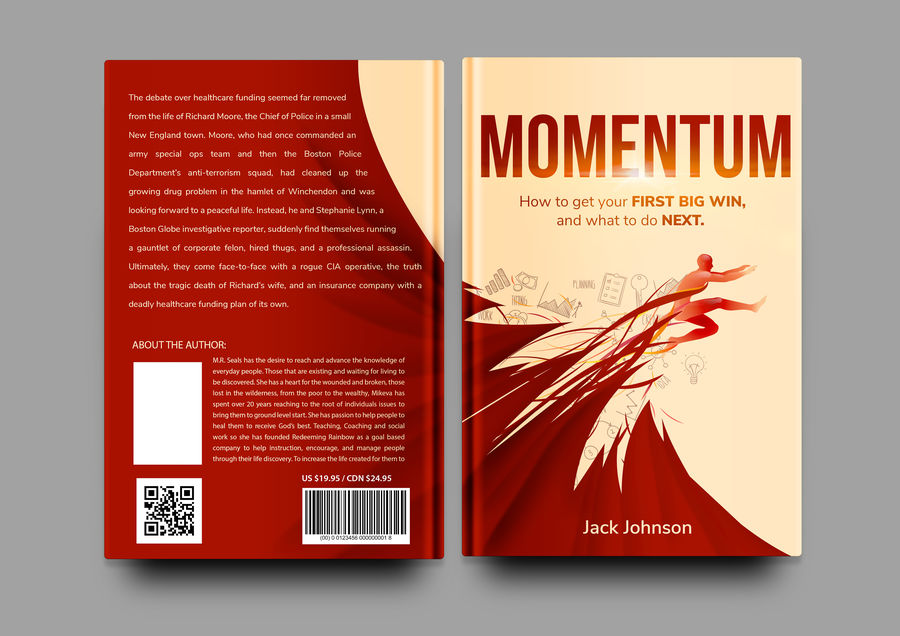 The debate over healthcare funding seemed far removed
from the life of Richard Moore, the Chief of Police in a small
New England town. Moore, who had once commanded an
army special ops team and then the Boston Police
Department's anti-terrorism squad, had cleaned up the
growing drug problem in the hamlet of Winchendon and was
looking forward to a peaceful life. Instead, he and Stephanie Lynn, a
Boston Globe investigative reporter, suddenly find themselves running
a gauntlet of corporate felon, hired thugs, and a professional assassin.
Ultimately, they come face-to-face with a rogue CIA operative, the truth
about the tragic death of Richard's wife, and an insurance company with a
deadly healthcare funding plan of its own.
ABOUT THE AUTHOR:
M.R. Seals has the desire to reach and advance the knowledge of
everyday people. Those that are existing and waiting for living to
be discovered. She has a heart for the wounded and broken, those
lost in the wilderness, from the poor to the wealthy, Mikeva has
spent over 20 years reaching to the root of individuals issues to
bring them to ground level start. She has passion to help people to
heal them to receive God's best. Teaching, Coaching and social
work so she has founded Redeeming Rainbow as a goal based
company to help instruction, encourage, and manage people
through their life discovery. To increase the life created for them to
US $19.95 / CDN $24.95
(00) 0 0123456 000000001 8
MOMENTUM
How to get your FIRST BIG WIN,
and what to do NEXT.
PLANNING
HIRING
WORK
IDEA
Jack Johnson